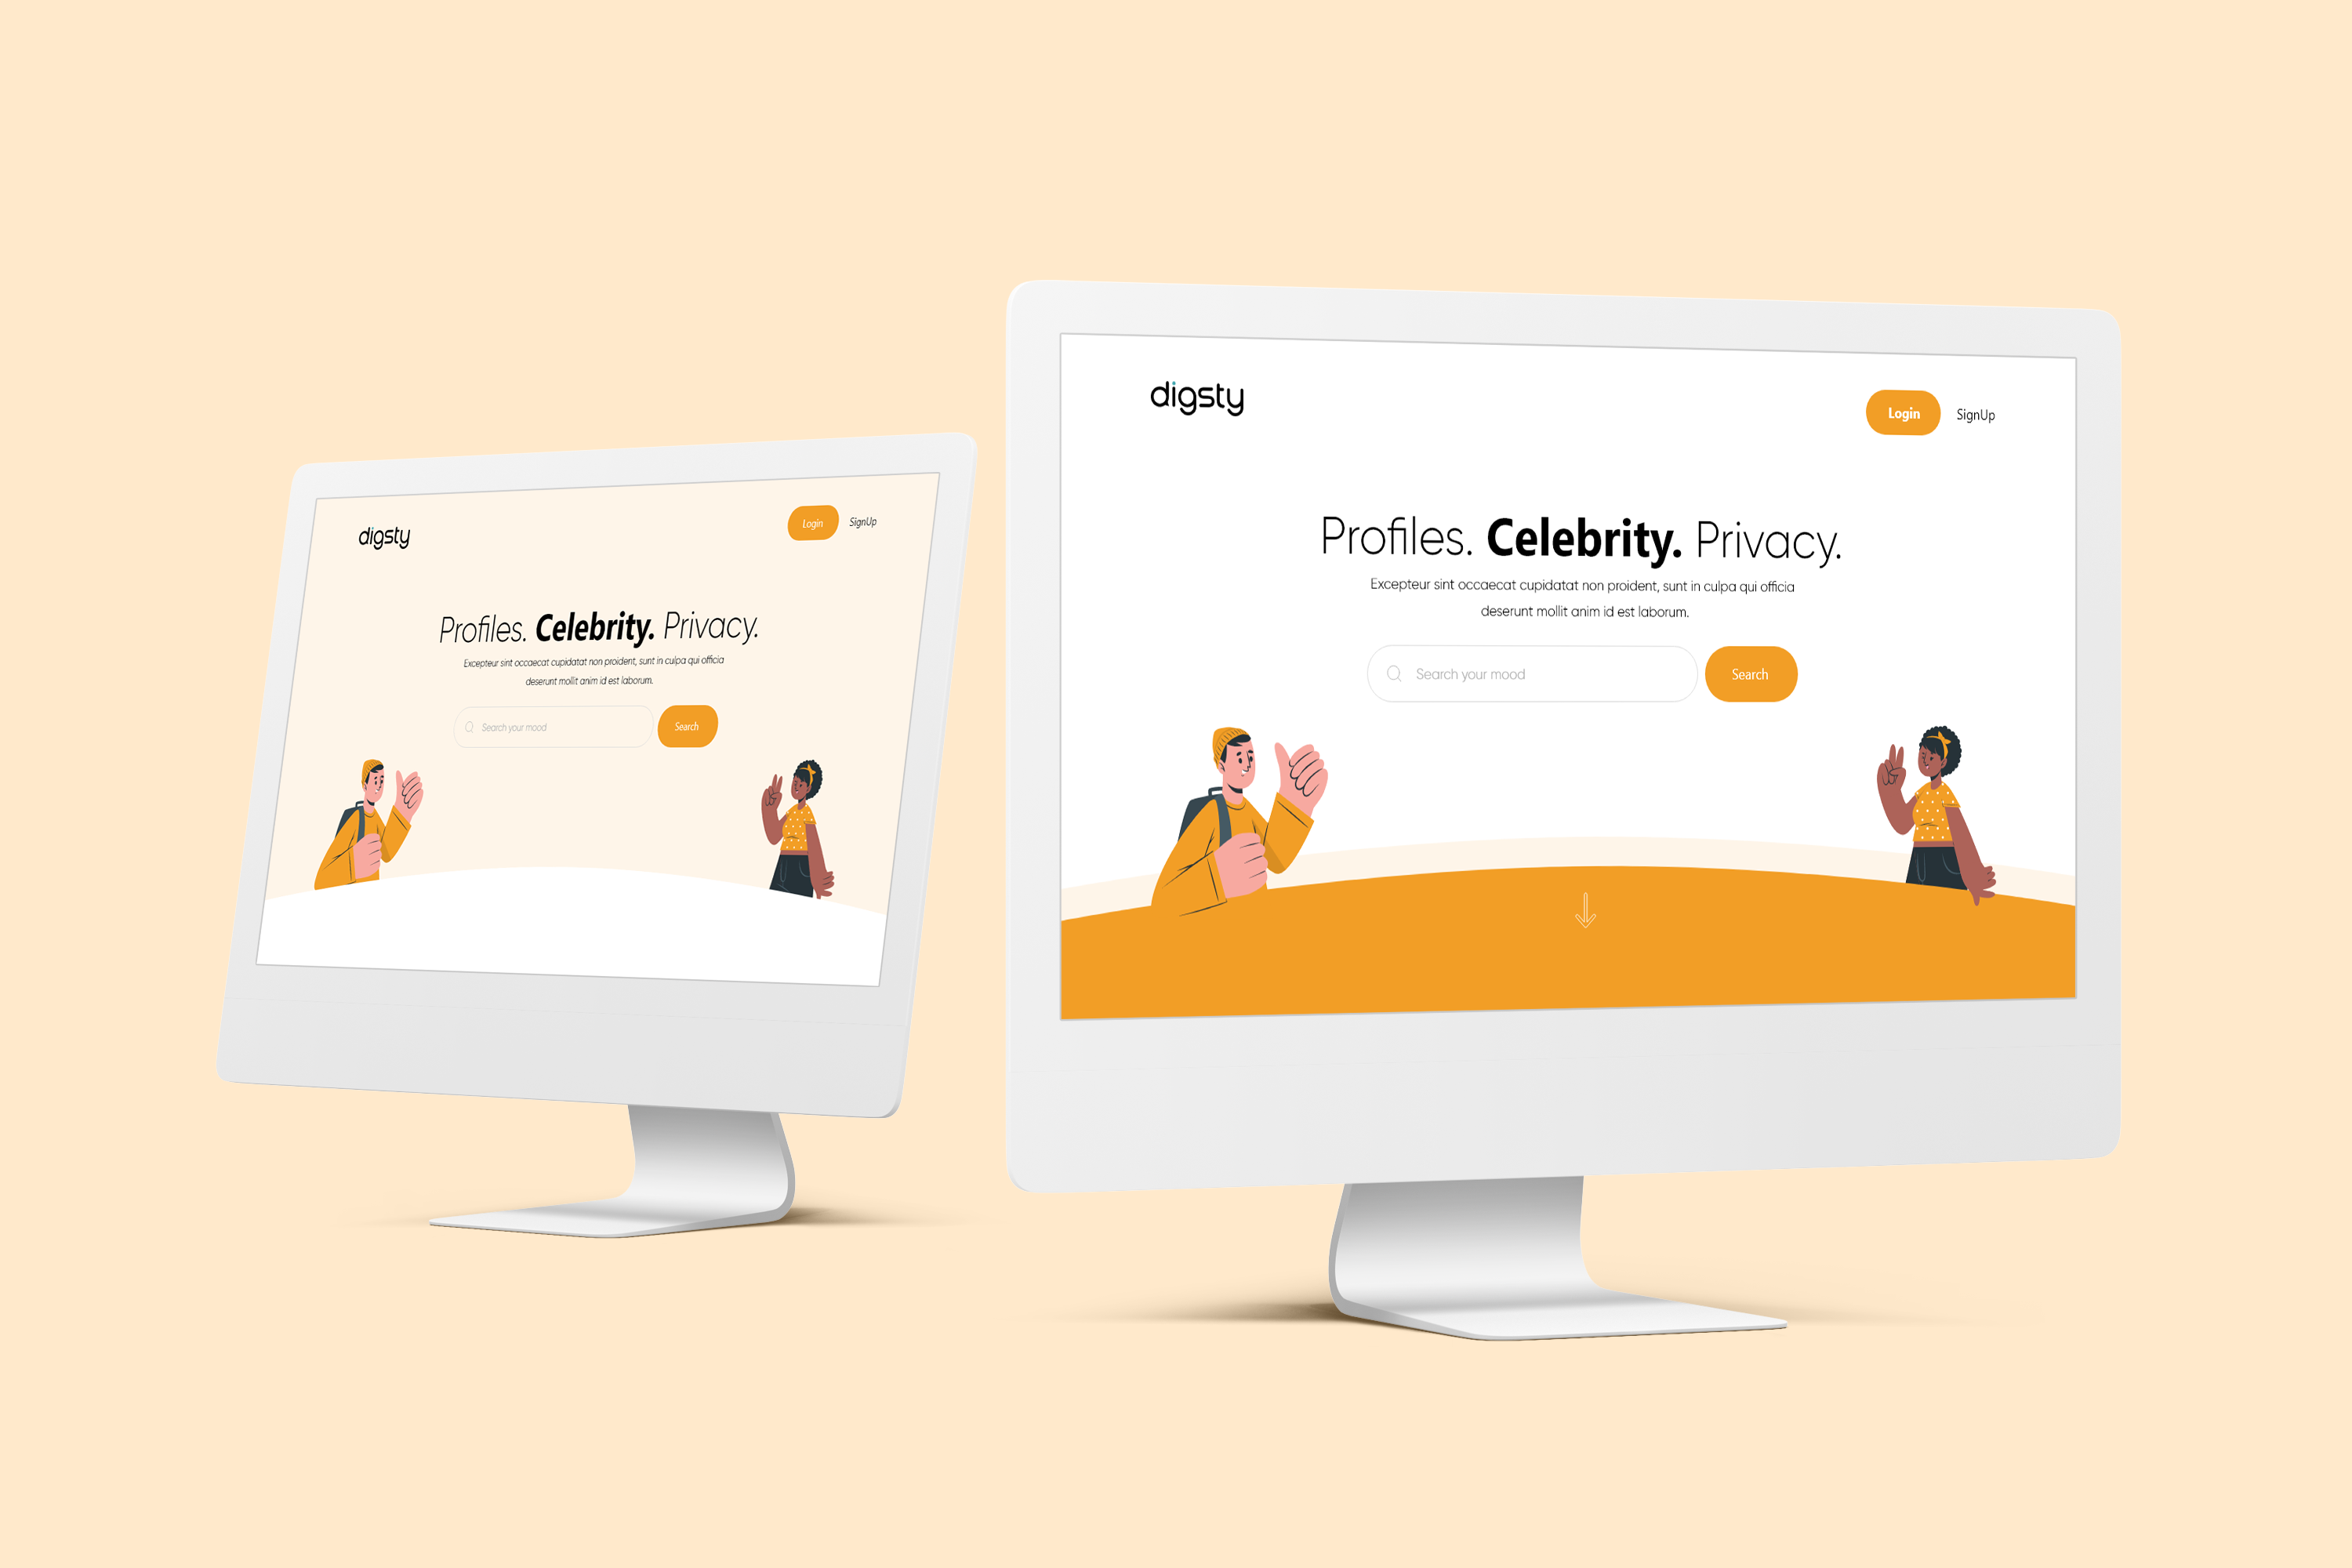 digsty
Login
SignUp
Profiles. Celebrity. Privacy.
Excepteur sint occaecat cupidatat non proident, sunt in culpa qui officia
deserunt mollit anim id est laborum.
Search your mood
Search
digsty
Login
SignUp
Profiles. Celebrity. Privacy.
Excepteur sint occaecat cupidatat non proident, sunt in culpa qui officia
deserunt mollit anim id est laborum.
Search your mood
Search